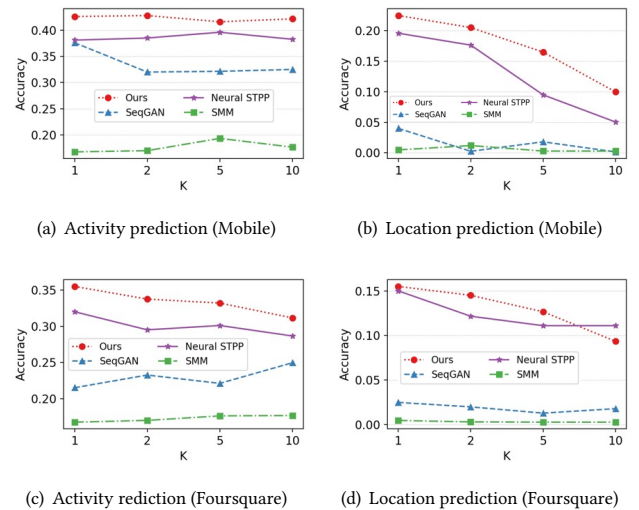 0.40
0.35
0.30
0.25
0.20
Accuracy
Ours
SeqGAN
Neural STPP
SMM
1 2 5 10
K
(a) Activity prediction (Mobile)
0.20
0.15
0.10
0.05
0.00
Accuracy
Ours
SeqGAN
Neural STPP
SMM
1 2 5 10
K
(b) Location prediction (Mobile)
0.35
0.30
0.25
0.20
Accuracy
Ours
SeqGAN
Neural STPP
SMM
1 2 5 10
K
(c) Activity rediction (Foursquare)
0.15
0.10
0.05
0.00
Accuracy
Ours
SeqGAN
Neural STPP
SMM
1 2 5 10
K
(d) Location prediction (Foursquare)